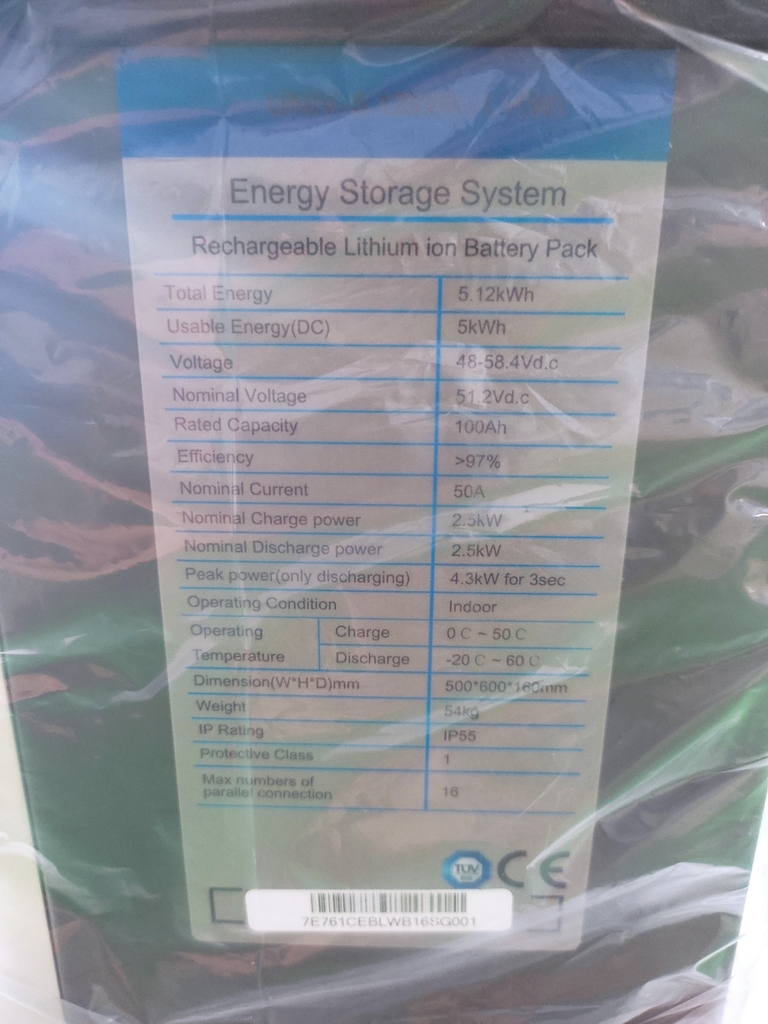 Energy Storage System
Rechargeable Lithium ion Battery Pack
Total Energy 5.12kWh
Usable Energy(DC) 5kWh
Voltage 48-58.4Vd.c
Nominal Voltage 51.2Vd.c
Rated Capacity 100Ah
Efficiency >97%
Nominal Current 50A
Nominal Charge power 2.5kW
Nominal Discharge power 2.5kW
Peak power(only discharging) 4.3kW for 3sec
Operating Condition Indoor
Operating Charge 0 C ~ 50 C
Temperature Discharge -20 C ~ 60 C
Dimension(W*H*D)mm 500*600*160mm
Weight 54kg
IP Rating IP55
Protective Class 1
Max numbers of
parallel connection 16
TÜV CE
7E761CEBLWB16SG001